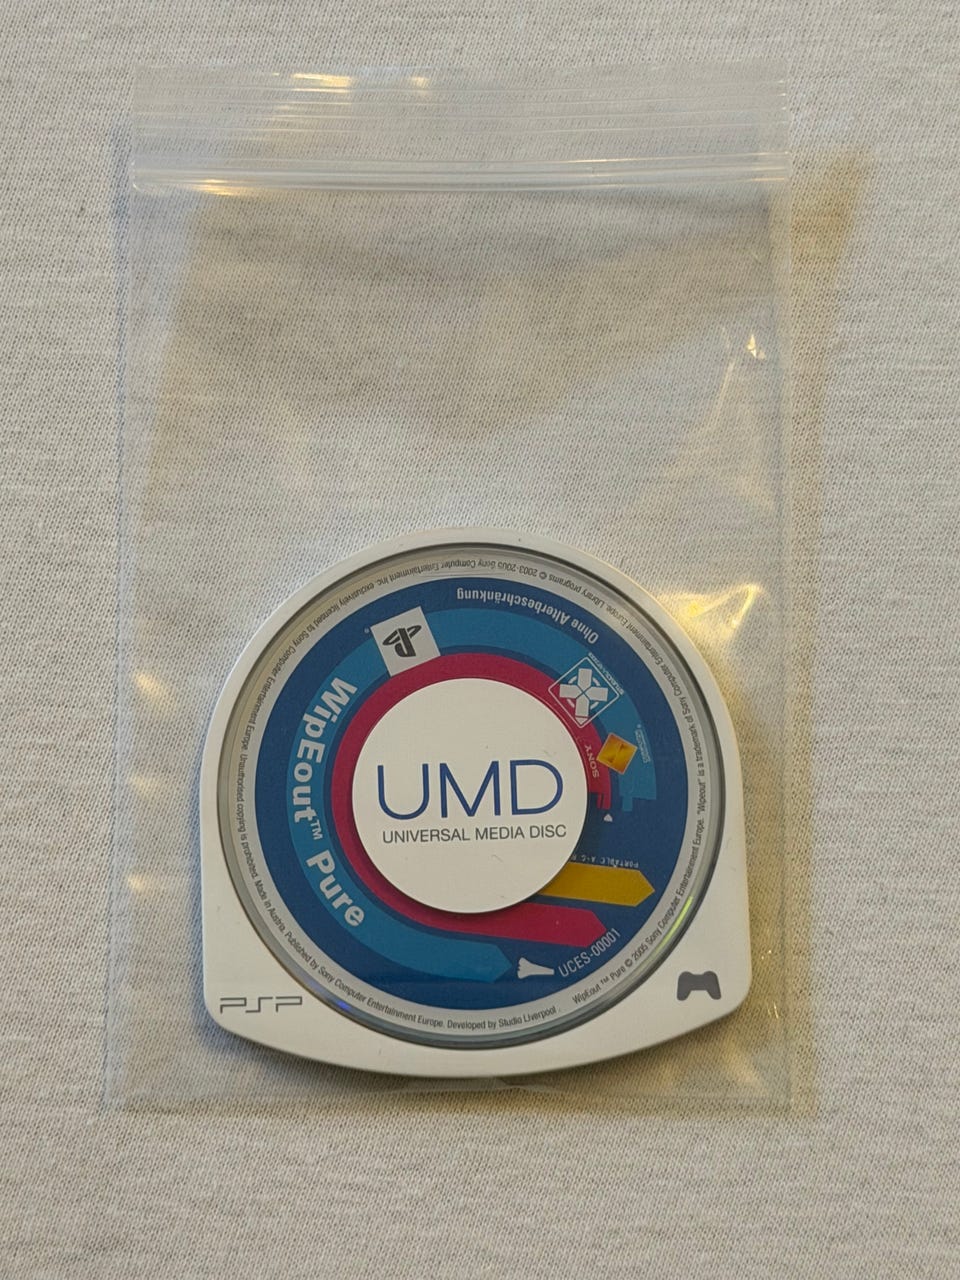 UMD
UNIVERSAL MEDIA DISC
WipEout™ Pure
Ohne Alterbeschränkung
SONY
UCES-00001
PSP
Library programs © 2003-2005 Sony Computer Entertainment Inc. exclusively licensed to Sony Computer Entertainment Europe. Unauthorised copying is prohibited. Made in Austria. Published by Sony Computer Entertainment Europe. Developed by Studio Liverpool.
WipEout™ Pure © 2005 Sony Computer Entertainment Europe. "Wipeout" is a trademark of Sony Computer Entertainment Europe.